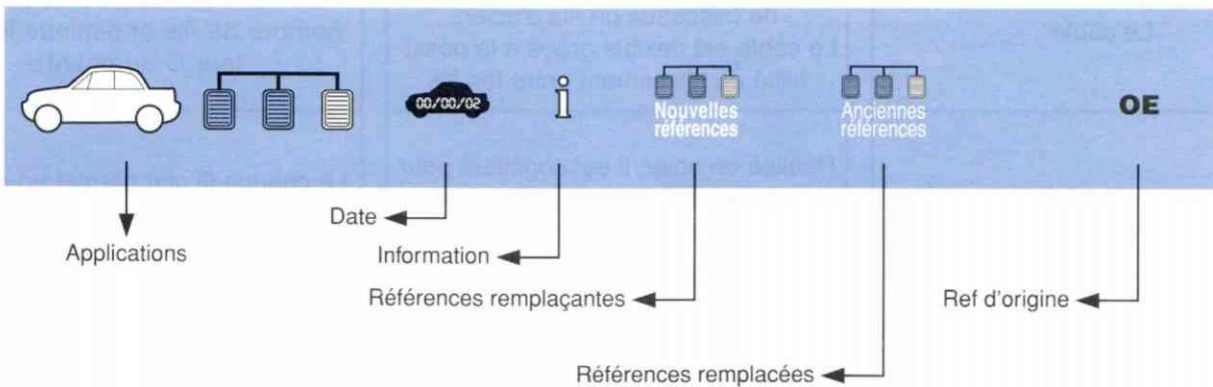 00/00/02
i
Nouvelles
références
Anciennes
références
OE
Date
Applications
Information
Références remplaçantes
Ref d'origine
Références remplacées